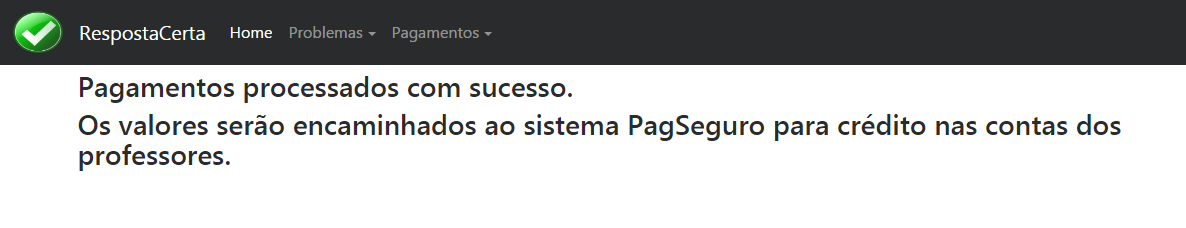 RespostaCerta Home Problemas Pagamentos
Pagamentos processados com sucesso.
Os valores serão encaminhados ao sistema PagSeguro para crédito nas contas dos
professores.